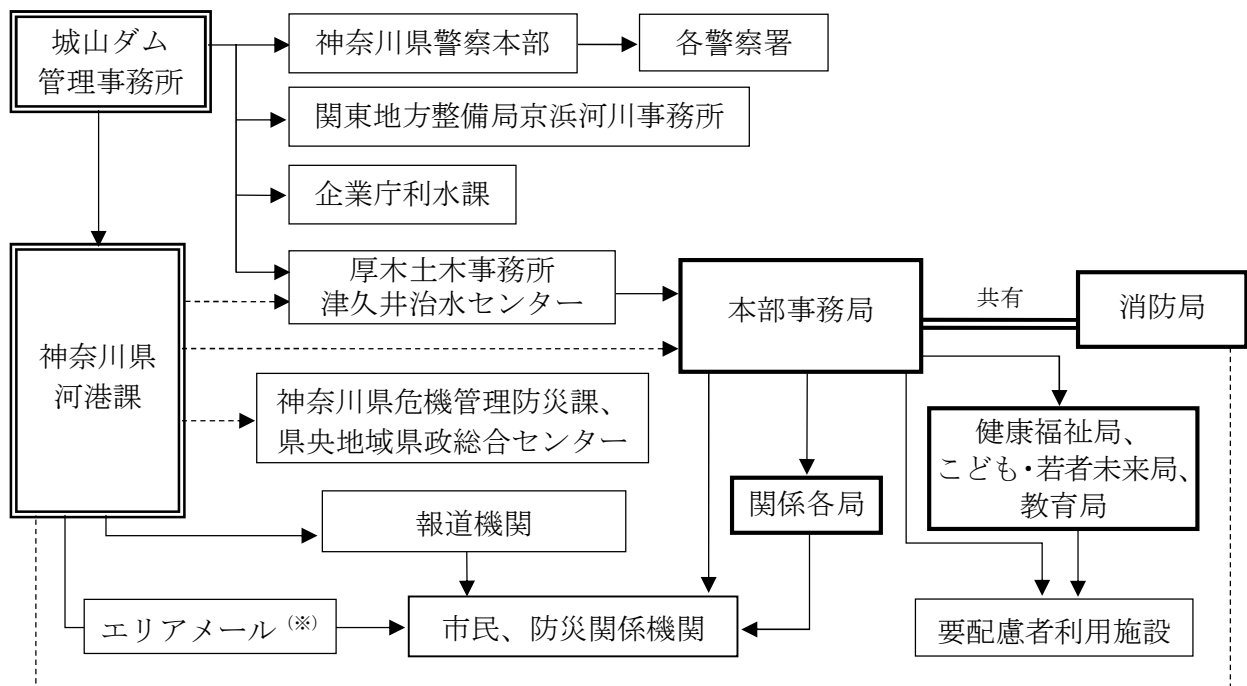 城山ダム
管理事務所
神奈川県警察本部
各警察署
関東地方整備局京浜河川事務所
企業庁利水課
厚木土木事務所
津久井治水センター
本部事務局
共有
消防局
神奈川県
河港課
神奈川県危機管理防災課、
県央地域県政総合センター
健康福祉局、
こども・若者未来局、
教育局
関係各局
報道機関
エリアメール(※)
市民、防災関係機関
要配慮者利用施設